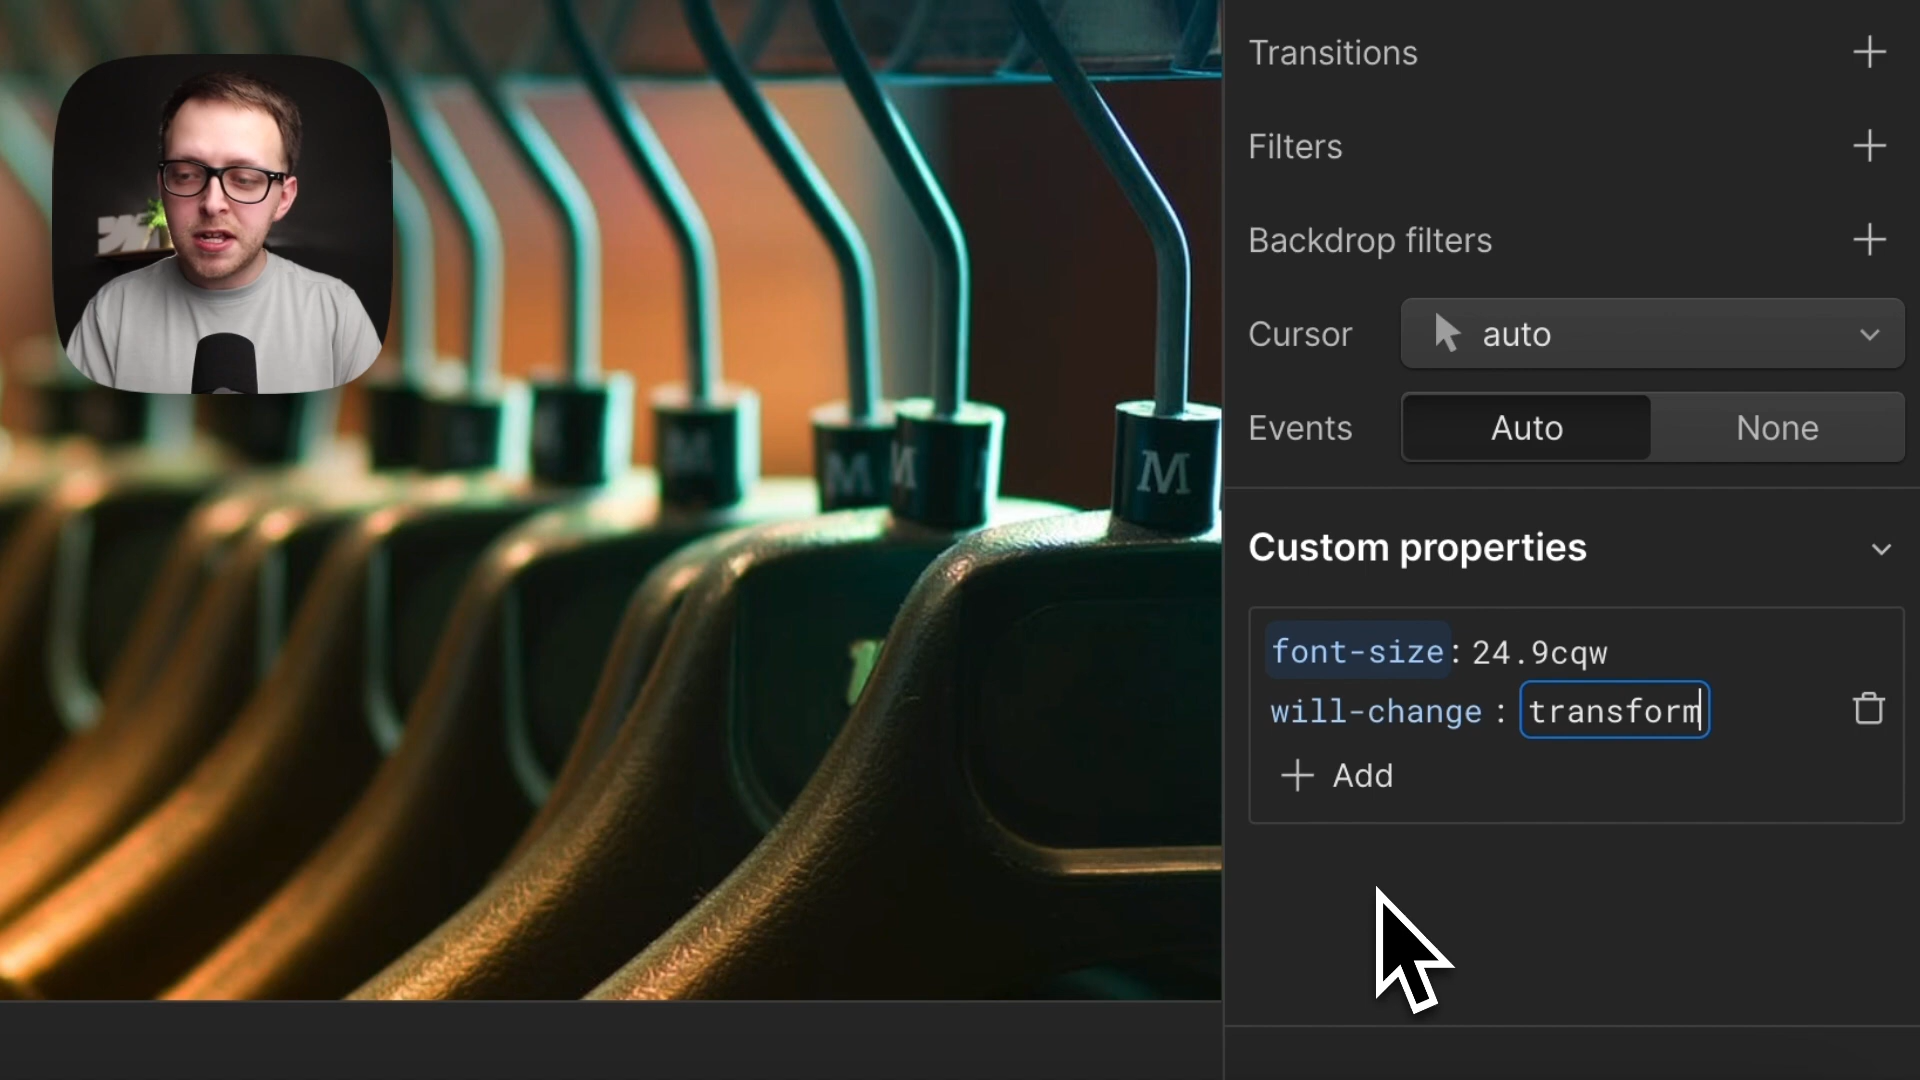 Transitions
Filters
Backdrop filters
Cursor auto
Events Auto None
Custom properties
font-size: 24.9cqw
will-change : transform
Add
M M M M